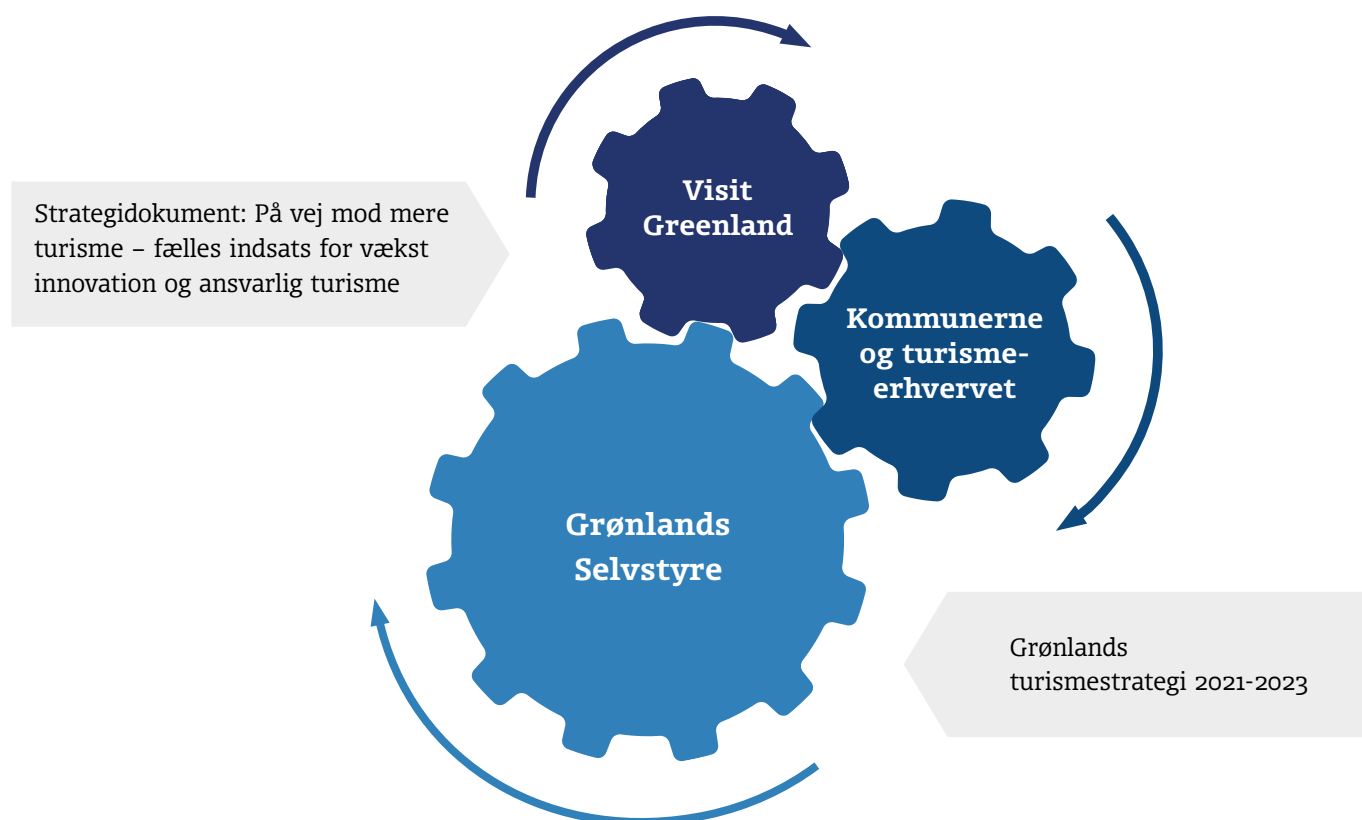 Visit
Greenland
Strategidokument: På vej mod mere
turisme – fælles indsats for vækst
innovation og ansvarlig turisme
Kommunerne
og turisme-
erhvervet
Grønlands
Selvstyre
Grønlands
turismestrategi 2021-2023